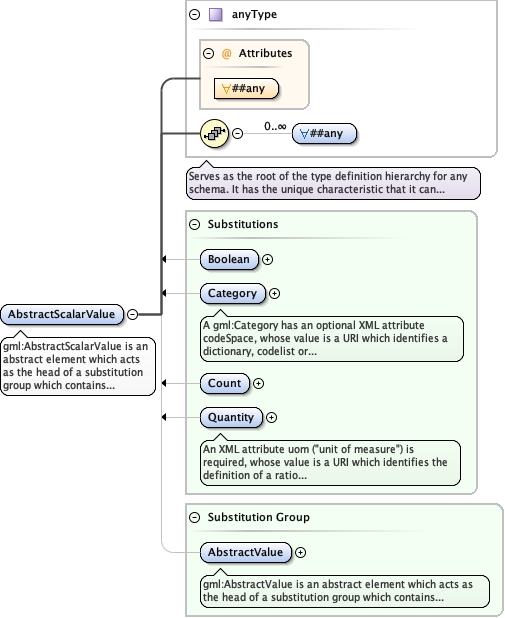 anyType
@ Attributes
∀##any
0..∞
∀##any
Serves as the root of the type definition hierarchy for any
schema. It has the unique characteristic that it can...
Substitutions
Boolean
Category
A gml:Category has an optional XML attribute
codeSpace, whose value is a URI which identifies a
dictionary, codelist or...
AbstractScalarValue
gml:AbstractScalarValue is an
abstract element which acts
as the head of a substitution
group which contains...
Count
Quantity
An XML attribute uom ("unit of measure") is
required, whose value is a URI which identifies the
definition of a ratio...
Substitution Group
AbstractValue
gml:AbstractValue is an abstract element which acts as
the head of a substitution group which contains...